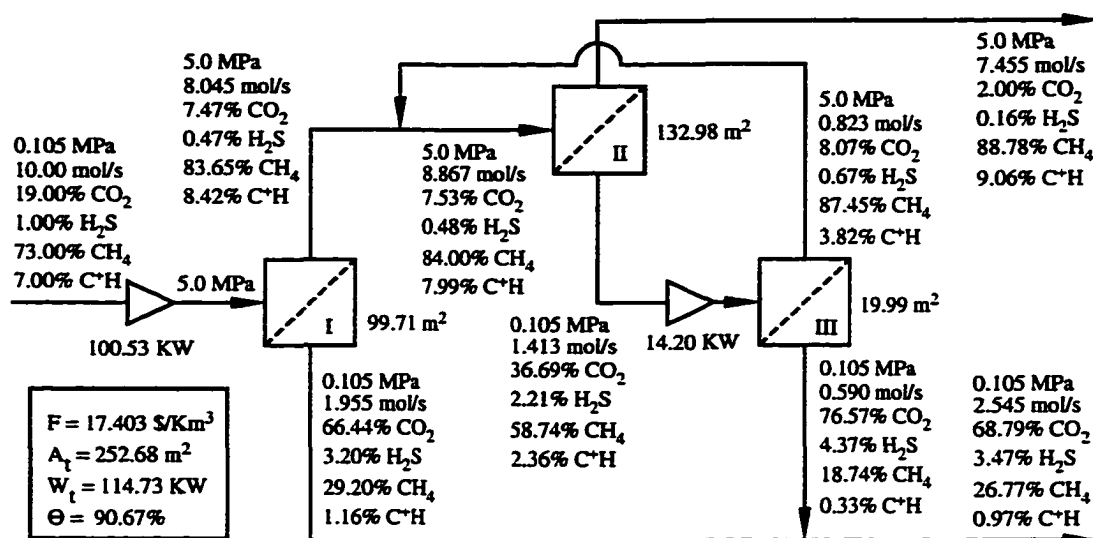 5.0 MPa
8.045 mol/s
7.47% CO₂
0.47% H₂S
83.65% CH₄
8.42% C⁺H
5.0 MPa
7.455 mol/s
2.00% CO₂
0.16% H₂S
88.78% CH₄
9.06% C⁺H
0.105 MPa
10.00 mol/s
19.00% CO₂
1.00% H₂S
73.00% CH₄
7.00% C⁺H
5.0 MPa
100.53 KW
I
99.71 m²
5.0 MPa
8.867 mol/s
7.53% CO₂
0.48% H₂S
84.00% CH₄
7.99% C⁺H
II
132.98 m²
5.0 MPa
0.823 mol/s
8.07% CO₂
0.67% H₂S
87.45% CH₄
3.82% C⁺H
14.20 KW
III
19.99 m²
0.105 MPa
1.413 mol/s
36.69% CO₂
2.21% H₂S
58.74% CH₄
2.36% C⁺H
F = 17.403 $/Km³
Aₜ = 252.68 m²
Wₜ = 114.73 KW
Θ = 90.67%
0.105 MPa
1.955 mol/s
66.44% CO₂
3.20% H₂S
29.20% CH₄
1.16% C⁺H
0.105 MPa
0.590 mol/s
76.57% CO₂
4.37% H₂S
18.74% CH₄
0.33% C⁺H
0.105 MPa
2.545 mol/s
68.79% CO₂
3.47% H₂S
26.77% CH₄
0.97% C⁺H